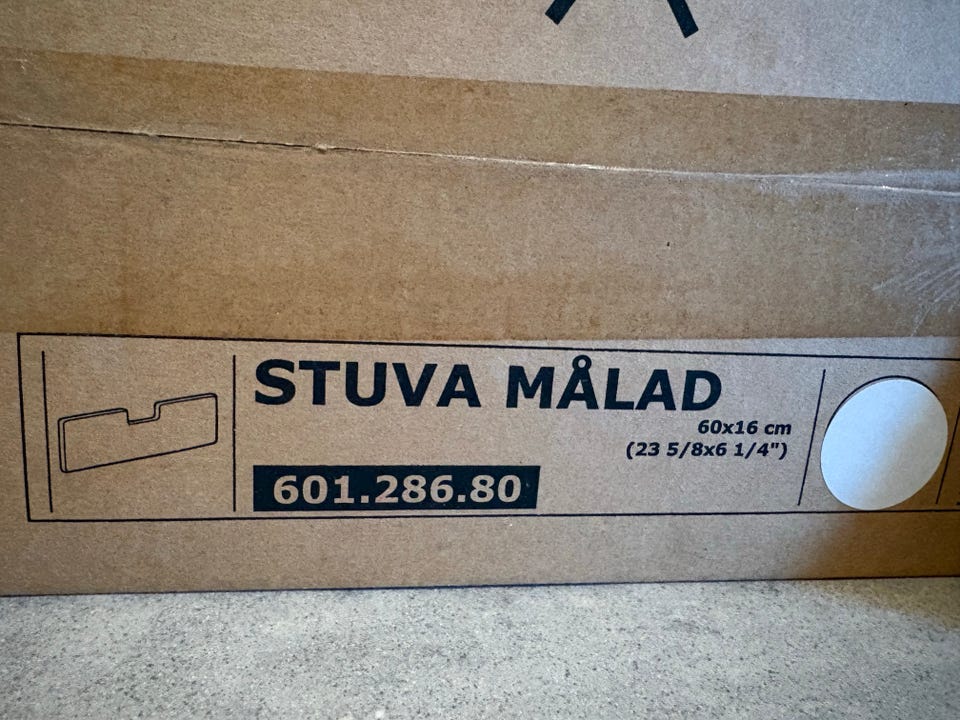 STUVA MÅLAD
60x16 cm
(23 5/8x6 1/4")
601.286.80